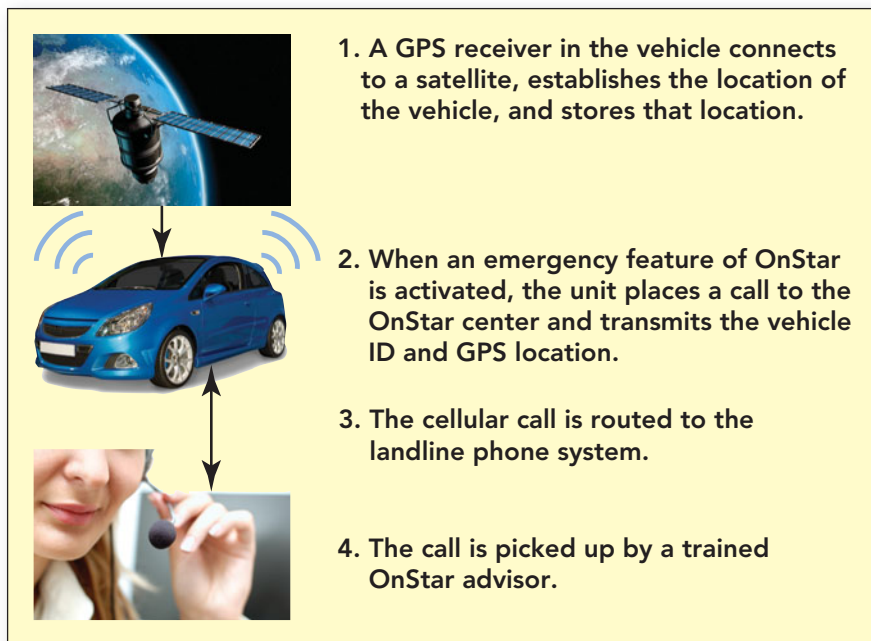 1. A GPS receiver in the vehicle connects
to a satellite, establishes the location of
the vehicle, and stores that location.
2. When an emergency feature of OnStar
is activated, the unit places a call to the
OnStar center and transmits the vehicle
ID and GPS location.
3. The cellular call is routed to the
landline phone system.
4. The call is picked up by a trained
OnStar advisor.